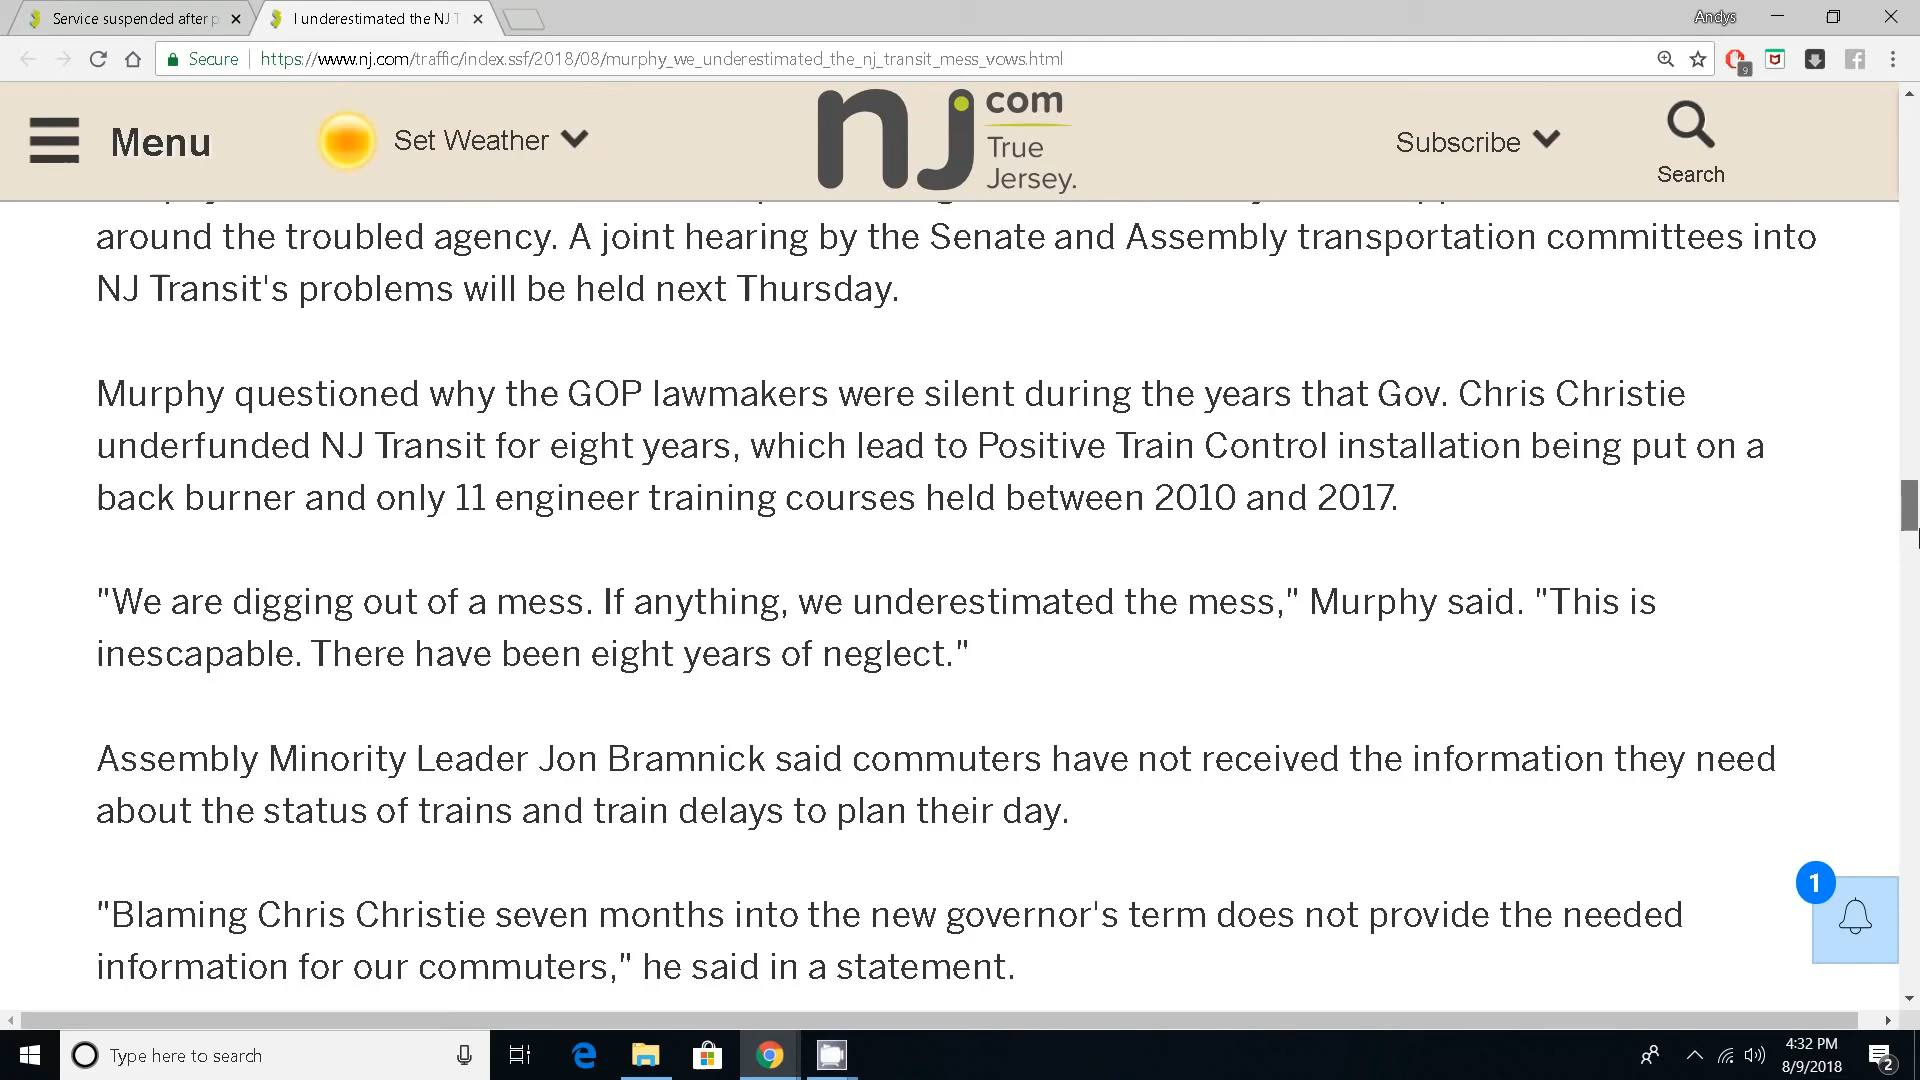 Service suspended after p
I underestimated the NJ T
Andys
Secure
https://www.nj.com/traffic/index.ssf/2018/08/murphy_we_underestimated_the_nj_transit_mess_vows.html
9
Menu
Set Weather
nj
com
True
Jersey.
Subscribe
Search
around the troubled agency. A joint hearing by the Senate and Assembly transportation committees into
NJ Transit's problems will be held next Thursday.
Murphy questioned why the GOP lawmakers were silent during the years that Gov. Chris Christie
underfunded NJ Transit for eight years, which lead to Positive Train Control installation being put on a
back burner and only 11 engineer training courses held between 2010 and 2017.
"We are digging out of a mess. If anything, we underestimated the mess," Murphy said. "This is
inescapable. There have been eight years of neglect."
Assembly Minority Leader Jon Bramnick said commuters have not received the information they need
about the status of trains and train delays to plan their day.
1
"Blaming Chris Christie seven months into the new governor's term does not provide the needed
information for our commuters," he said in a statement.
Type here to search
4:32 PM
8/9/2018
2